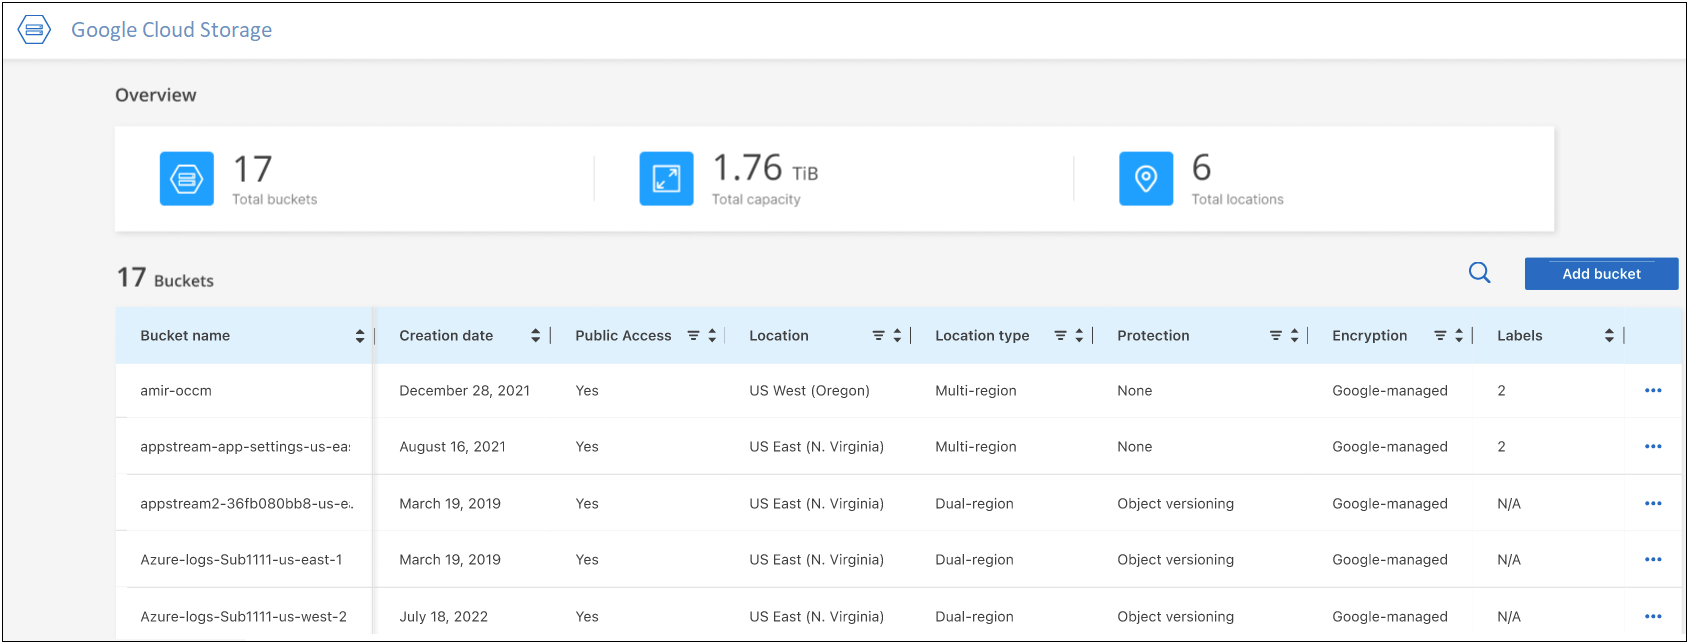 Google Cloud Storage
Overview
17
Total buckets
1.76 TiB
Total capacity
6
Total locations
17 Buckets
Add bucket
Bucket name Creation date Public Access Location Location type Protection Encryption Labels
amir-occm December 28, 2021 Yes US West (Oregon) Multi-region None Google-managed 2
appstream-app-settings-us-ea August 16, 2021 Yes US East (N. Virginia) Multi-region None Google-managed 2
appstream2-36fb080bb8-us-e.. March 19, 2019 Yes US East (N. Virginia) Dual-region Object versioning Google-managed N/A
Azure-logs-Sub1111-us-east-1 March 19, 2019 Yes US East (N. Virginia) Dual-region Object versioning Google-managed N/A
Azure-logs-Sub1111-us-west-2 July 18, 2022 Yes US East (N. Virginia) Dual-region Object versioning Google-managed N/A